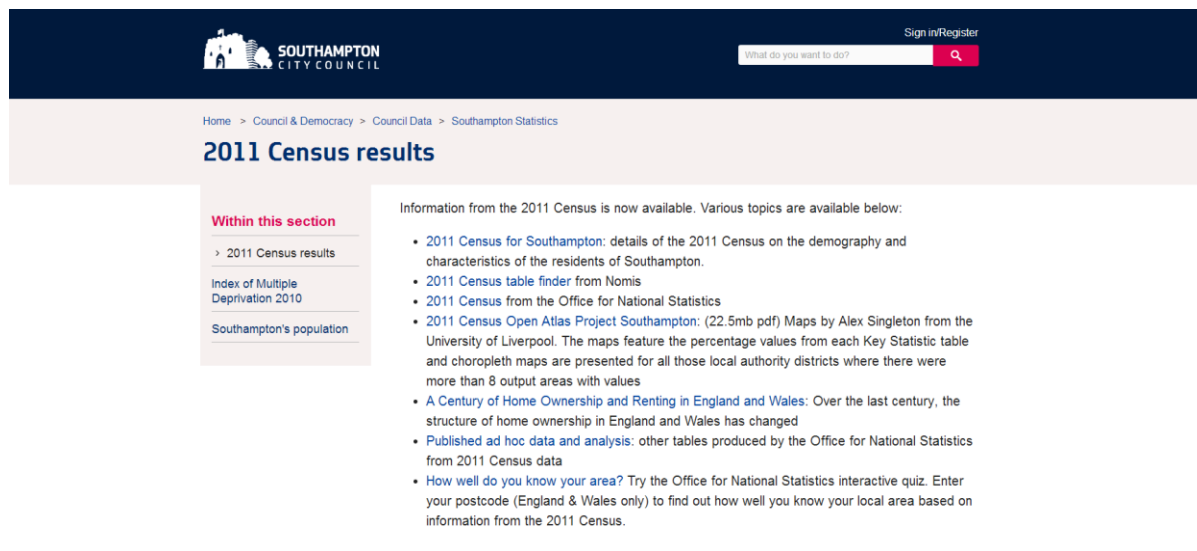 SOUTHAMPTON
CITY COUNCIL
Sign in/Register
What do you want to do?
Home > Council & Democracy > Council Data > Southampton Statistics
2011 Census results
Within this section
› 2011 Census results
Index of Multiple
Deprivation 2010
Southampton's population
Information from the 2011 Census is now available. Various topics are available below:
• 2011 Census for Southampton: details of the 2011 Census on the demography and
characteristics of the residents of Southampton.
• 2011 Census table finder from Nomis
• 2011 Census from the Office for National Statistics
• 2011 Census Open Atlas Project Southampton: (22.5mb pdf) Maps by Alex Singleton from the
University of Liverpool. The maps feature the percentage values from each Key Statistic table
and choropleth maps are presented for all those local authority districts where there were
more than 8 output areas with values
• A Century of Home Ownership and Renting in England and Wales: Over the last century, the
structure of home ownership in England and Wales has changed
• Published ad hoc data and analysis: other tables produced by the Office for National Statistics
from 2011 Census data
• How well do you know your area? Try the Office for National Statistics interactive quiz. Enter
your postcode (England & Wales only) to find out how well you know your local area based on
information from the 2011 Census.